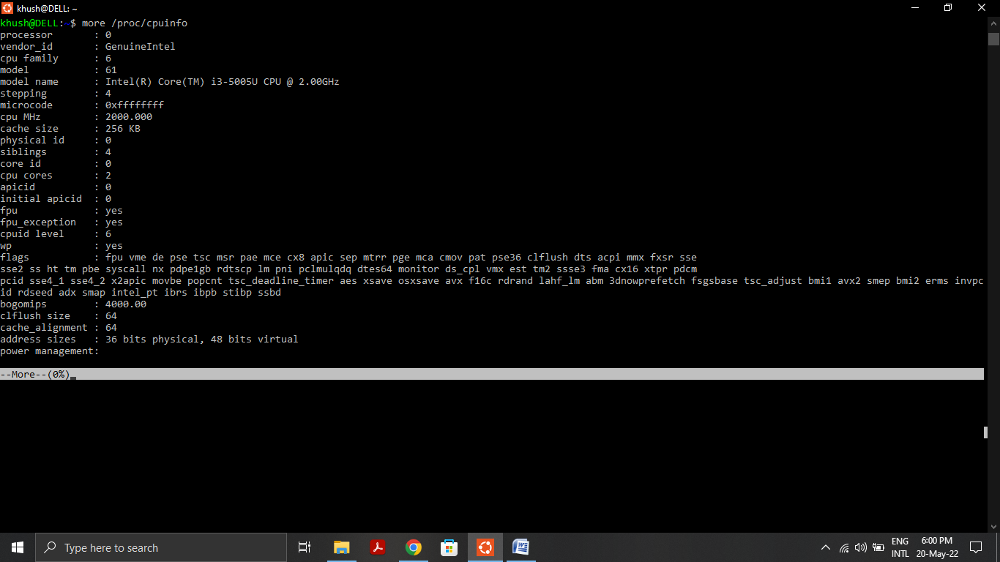 khush@DELL: ~
khush@DELL:~$ more /proc/cpuinfo
processor       : 0
vendor_id       : GenuineIntel
cpu family      : 6
model           : 61
model name      : Intel(R) Core(TM) i3-5005U CPU @ 2.00GHz
stepping        : 4
microcode       : 0xffffffff
cpu MHz         : 2000.000
cache size      : 256 KB
physical id     : 0
siblings        : 4
core id         : 0
cpu cores       : 2
apicid          : 0
initial apicid  : 0
fpu             : yes
fpu_exception   : yes
cpuid level     : 6
wp              : yes
flags           : fpu vme de pse tsc msr pae mce cx8 apic sep mtrr pge mca cmov pat pse36 clflush dts acpi mmx fxsr sse
sse2 ss ht tm pbe syscall nx pdpe1gb rdtscp lm pni pclmulqdq dtes64 monitor ds_cpl vmx est tm2 ssse3 fma cx16 xtpr pdcm
pcid sse4_1 sse4_2 x2apic movbe popcnt tsc_deadline_timer aes xsave osxsave avx f16c rdrand lahf_lm abm 3dnowprefetch fsgsbase tsc_adjust bmi1 avx2 smep bmi2 erms invpc
id rdseed adx smap intel_pt ibrs ibpb stibp ssbd
bogomips        : 4000.00
clflush size    : 64
cache_alignment : 64
address sizes   : 36 bits physical, 48 bits virtual
power management:
--More--(0%)
Type here to search
ENG
INTL
6:00 PM
20-May-22